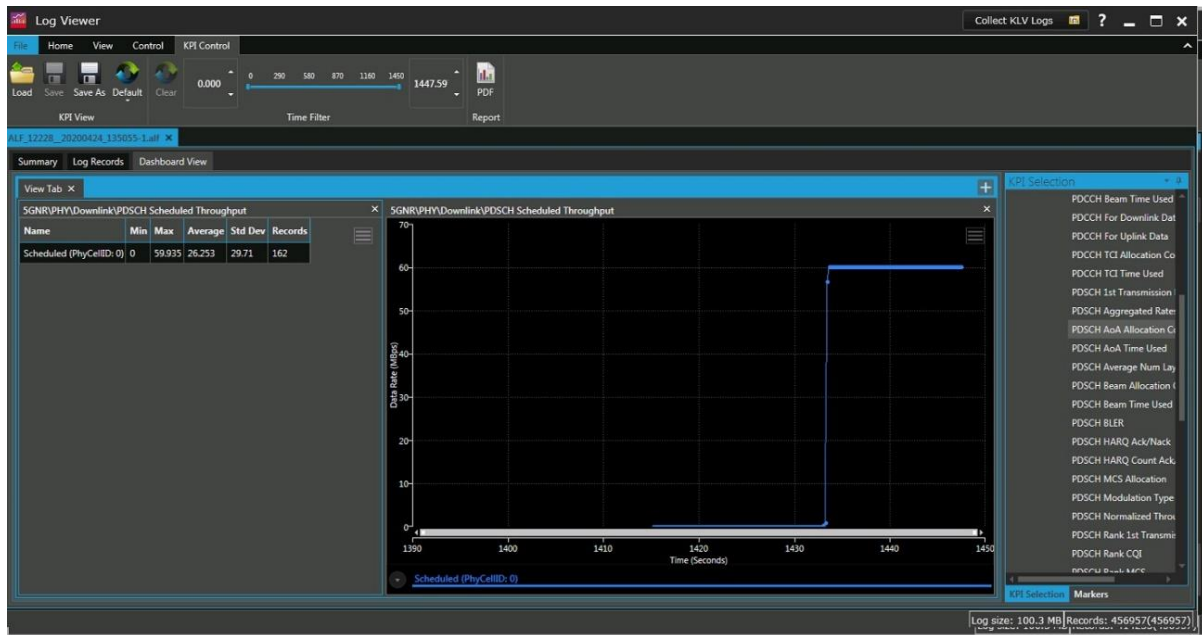 Log Viewer
Collect KLV Logs
?
File Home View Control KPI Control
Load Save Save As Default Clear
0.000
0 290 580 870 1160 1450
1447.59
PDF
KPI View
Time Filter
Report
ALF_12228__20200424_135055-1.alf
Summary Log Records Dashboard View
View Tab
5GNR\PHY\Downlink\PDSCH Scheduled Throughput
Name Min Max Average Std Dev Records
Scheduled (PhyCellID: 0) 0 59.935 26.253 29.71 162
5GNR\PHY\Downlink\PDSCH Scheduled Throughput
Data Rate (MBps)
70
60
50
40
30
20
10
0
1390 1400 1410 1420 1430 1440 1450
Time (Seconds)
Scheduled (PhyCellID: 0)
KPI Selection
PDCCH Beam Time Used
PDCCH For Downlink Dat
PDCCH For Uplink Data
PDCCH TCI Allocation Co
PDCCH TCI Time Used
PDSCH 1st Transmission
PDSCH Aggregated Rate
PDSCH AoA Allocation C
PDSCH AoA Time Used
PDSCH Average Num Lay
PDSCH Beam Allocation
PDSCH Beam Time Used
PDSCH BLER
PDSCH HARQ Ack/Nack
PDSCH HARQ Count Ack
PDSCH MCS Allocation
PDSCH Modulation Type
PDSCH Normalized Throu
PDSCH Rank 1st Transmis
PDSCH Rank CQI
PDSCH Rank MCS
KPI Selection Markers
Log size: 100.3 MB Records: 456957(456957)